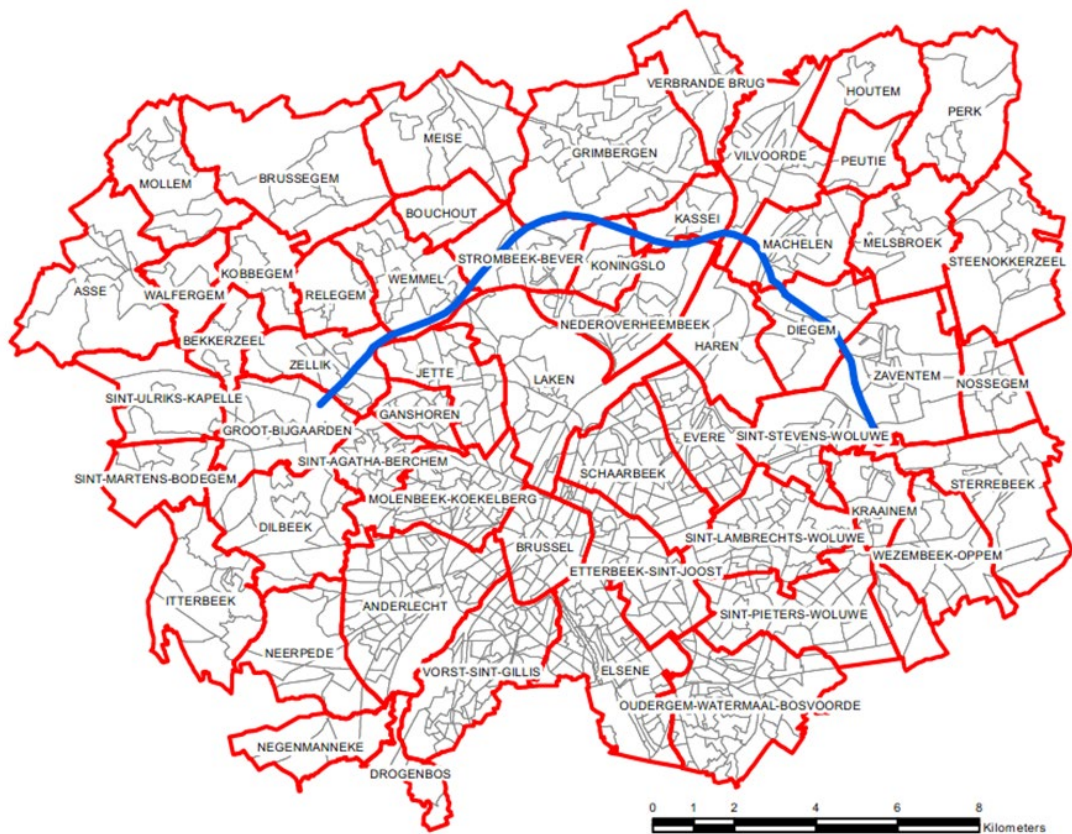 VERBRANDE BRUG
HOUTEM
PERK
MEISE
GRIMBERGEN
VILVOORDE
PEUTIE
MOLLEM
BRUSSEGEM
BOUCHOUT
KASSEI
MACHELEN
MELSBROEK
STEENOKKERZEEL
STROMBEEK-BEVER
KONINGSLO
KOBBEGEM
WEMMEL
ASSE
WALFERGEM
RELEGEM
NEDEROVERHEEMBEEK
DIEGEM
HAREN
BEKKERZEEL
ZELLIK
JETTE
LAKEN
ZAVENTEM
NOSSEGEM
SINT-ULRIKS-KAPELLE
GANSHOREN
GROOT-BIJGAARDEN
EVERE
SINT-STEVENS-WOLUWE
SINT-AGATHA-BERCHEM
SCHAARBEEK
SINT-MARTENS-BODEGEM
STERREBEEK
MOLENBEEK-KOEKELBERG
KRAAINEM
DILBEEK
SINT-LAMBRECHTS-WOLUWE
BRUSSEL
WEZEMBEEK-OPPEM
ETTERBEEK-SINT-JOOST
ITTERBEEK
ANDERLECHT
SINT-PIETERS-WOLUWE
NEERPEDE
VORST-SINT-GILLIS
ELSENE
OUDERGEM-WATERMAAL-BOSVOORDE
NEGENMANNEKE
DROGENBOS
0 1 2 4 6 8
Kilometers